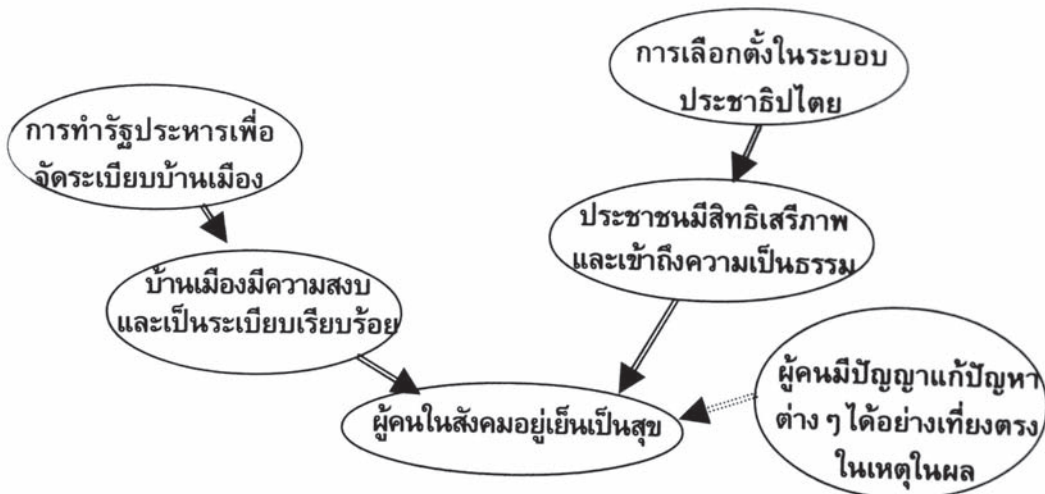 การเลือกตั้งในระบอบ
ประชาธิปไตย
การทำรัฐประหารเพื่อ
จัดระเบียบบ้านเมือง
ประชาชนมีสิทธิเสรีภาพ
และเข้าถึงความเป็นธรรม
บ้านเมืองมีความสงบ
และเป็นระเบียบเรียบร้อย
ผู้คนมีปัญญาแก้ปัญหา
ต่าง ๆ ได้อย่างเที่ยงตรง
ในเหตุในผล
ผู้คนในสังคมอยู่เย็นเป็นสุข